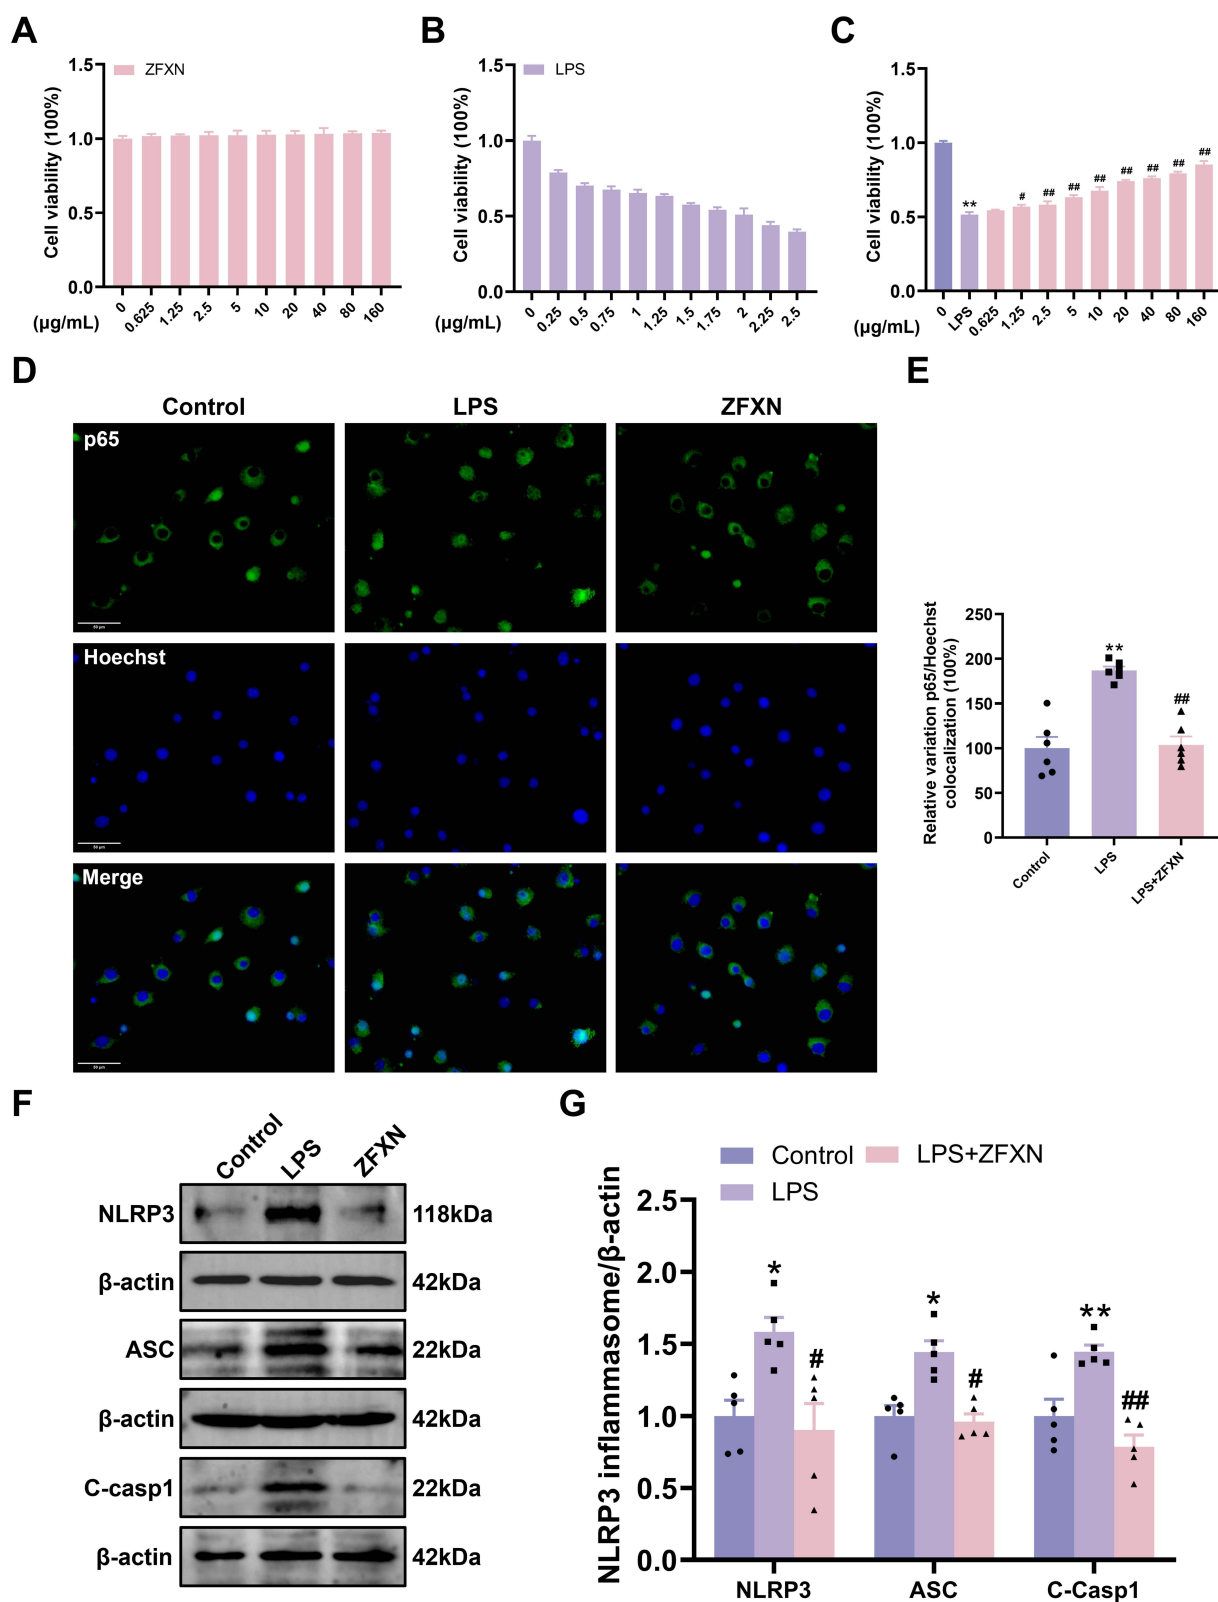 A
1.5
1.0
0.5
0.0
Cell viability (100%)
ZFXN
0
0.625
1.25
2.5
5
10
20
40
80
160
(μg/mL)
B
1.5
1.0
0.5
0.0
Cell viability (100%)
LPS
0
0.25
0.5
0.75
1
1.25
1.5
1.75
2
2.25
2.5
(μg/mL)
C
1.5
1.0
0.5
0.0
Cell viability (100%)
**
#
##
##
##
##
##
##
##
0
LPS
0.625
1.25
2.5
5
10
20
40
80
160
(μg/mL)
D
Control
LPS
ZFXN
p65
50 μm
Hoechst
50 μm
Merge
50 μm
E
Relative variation p65/Hoechst
colocalization (100%)
250
200
150
100
50
0
**
##
Control
LPS
LPS+ZFXN
F
Control
LPS
ZFXN
NLRP3
118kDa
β-actin
42kDa
ASC
22kDa
β-actin
42kDa
C-casp1
22kDa
β-actin
42kDa
G
Control
LPS+ZFXN
LPS
NLRP3 inflammasome/β-actin
2.5
2.0
1.5
1.0
0.5
0.0
*
#
*
#
**
##
NLRP3
ASC
C-Casp1